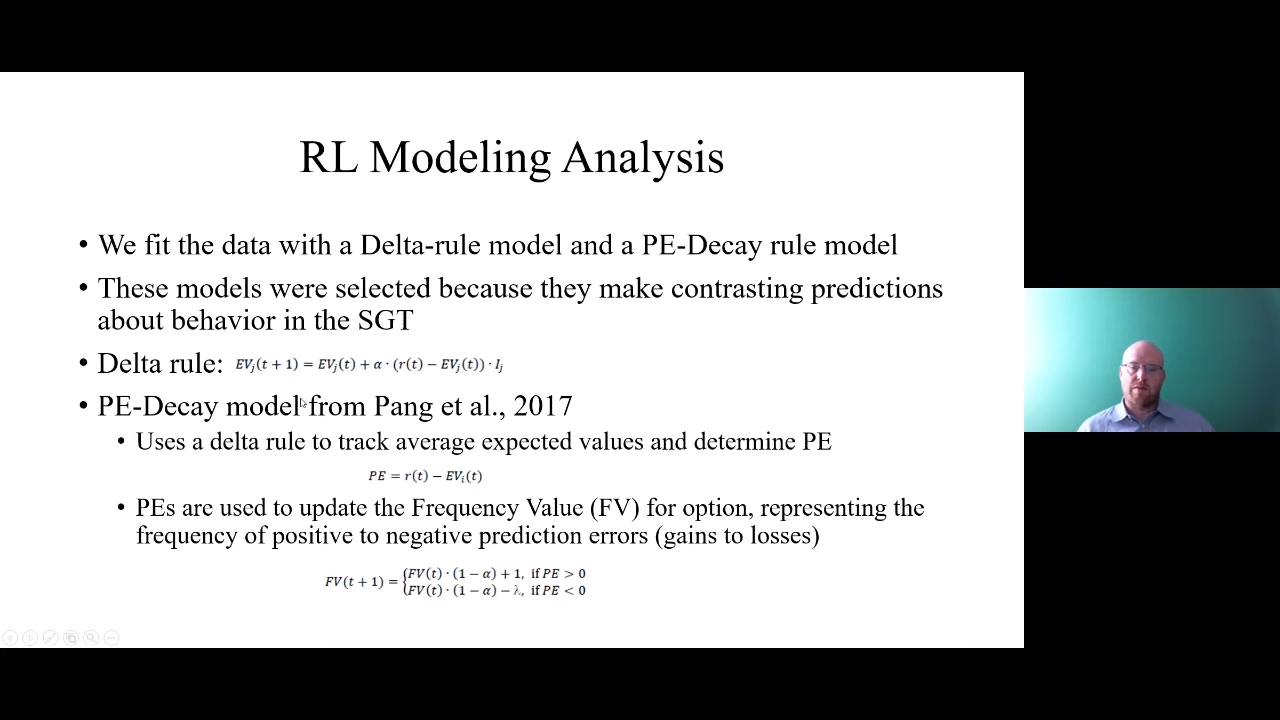 RL Modeling Analysis
• We fit the data with a Delta-rule model and a PE-Decay rule model
• These models were selected because they make contrasting predictions
about behavior in the SGT
• Delta rule: EVⱼ(t + 1) = EVⱼ(t) + α · (r(t) − EVⱼ(t)) · Iⱼ
• PE-Decay model from Pang et al., 2017
• Uses a delta rule to track average expected values and determine PE
PE = r(t) − EVᵢ(t)
• PEs are used to update the Frequency Value (FV) for option, representing the
frequency of positive to negative prediction errors (gains to losses)
FV(t + 1) = {FV(t) · (1 − α) + 1, if PE > 0
FV(t) · (1 − α) − λ, if PE < 0